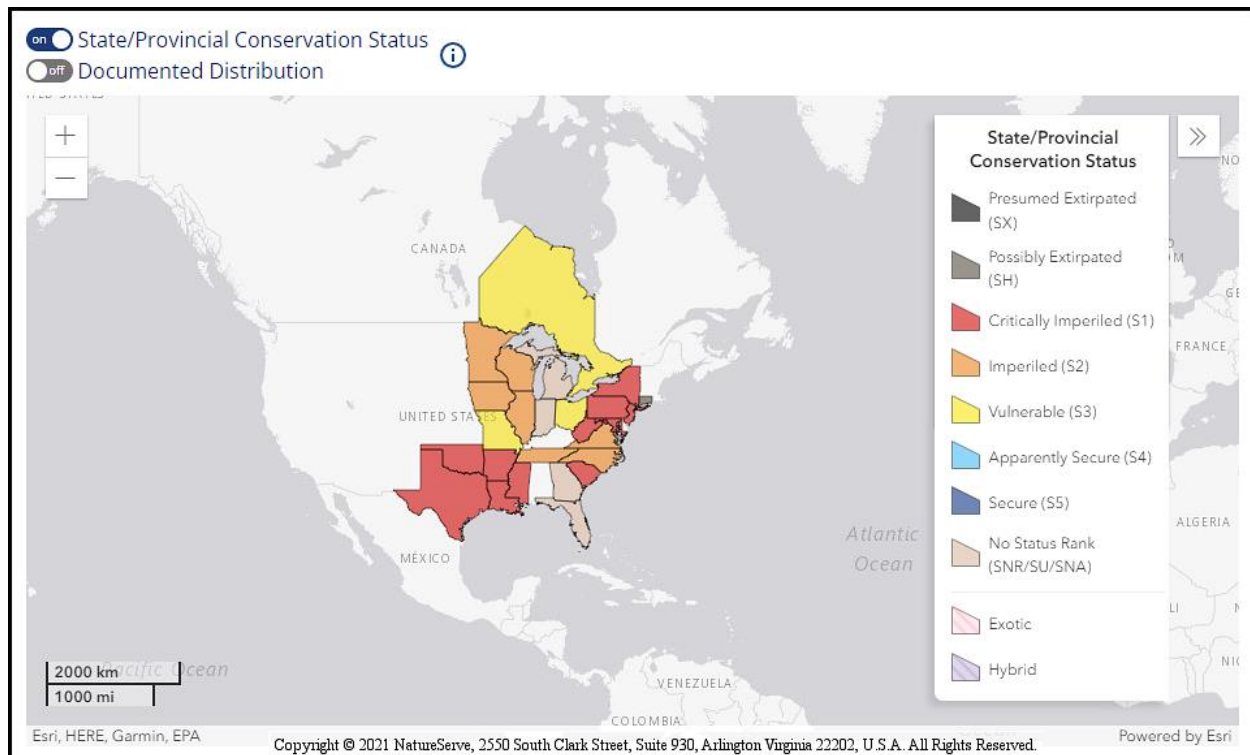 on State/Provincial Conservation Status i
off Documented Distribution
CANADA
UNITED STATES
MÉXICO
Atlantic
Ocean
Pacific Ocean
VENEZUELA
COLOMBIA
FRANCE
ALGERIA
+
−
State/Provincial
Conservation Status
Presumed Extirpated
(SX)
Possibly Extirpated
(SH)
Critically Imperiled (S1)
Imperiled (S2)
Vulnerable (S3)
Apparently Secure (S4)
Secure (S5)
No Status Rank
(SNR/SU/SNA)
Exotic
Hybrid
2000 km
1000 mi
Esri, HERE, Garmin, EPA
Copyright © 2021 NatureServe, 2550 South Clark Street, Suite 930, Arlington Virginia 22202, U.S.A. All Rights Reserved.
Powered by Esri